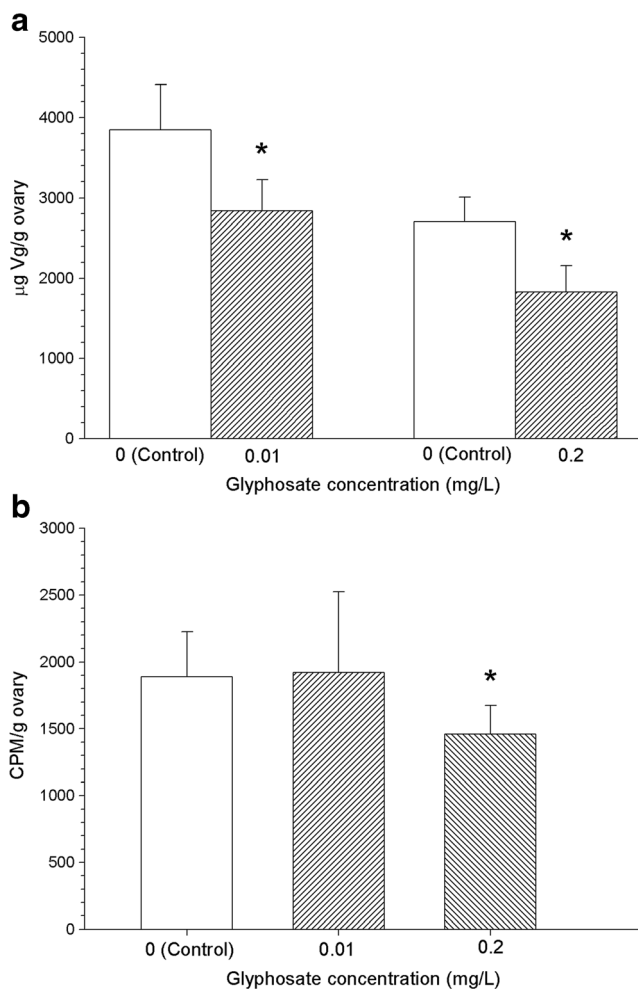 a
5000
4000
3000
2000
1000
0
µg Vg/g ovary
*
*
0 (Control) 0.01 0 (Control) 0.2
Glyphosate concentration (mg/L)
b
3000
2500
2000
1500
1000
500
0
CPM/g ovary
*
0 (Control) 0.01 0.2
Glyphosate concentration (mg/L)